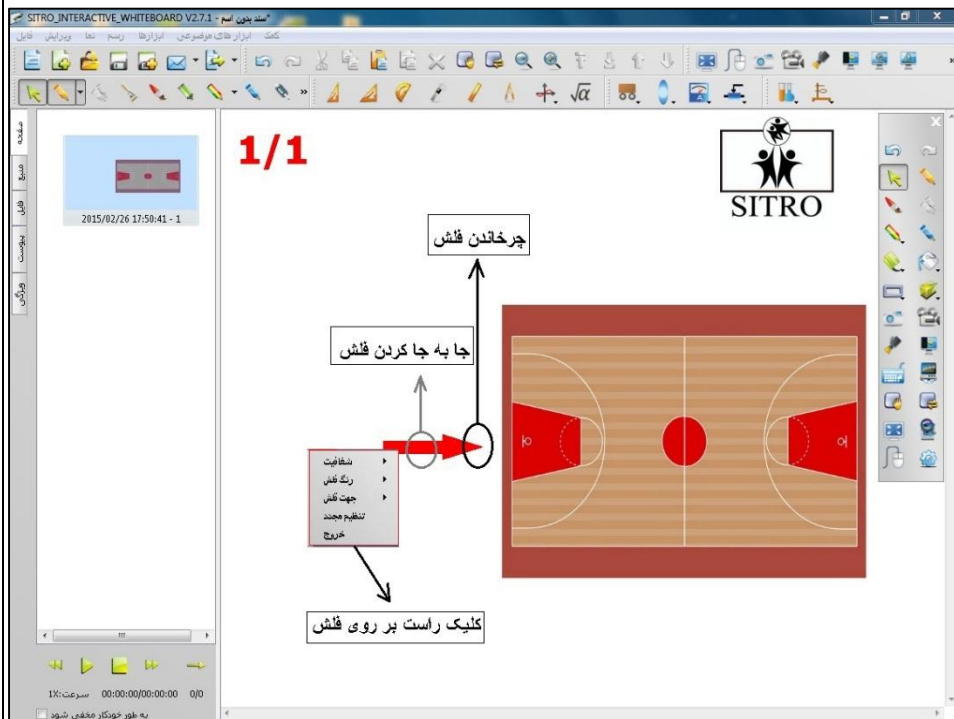 SITRO_INTERACTIVE_WHITEBOARD V2.7.1 - سند بدون اسم*
فایل ویرایش نما رسم ابزارها ابزار های موضوعی کمک
صفحه
منبع
فایل
پیوست
ویژگی
2015/02/26 17:50:41 - 1
1/1
SITRO
چرخاندن فلش
جا به جا کردن فلش
شفافیت
رنگ فلش
جهت فلش
تنظیم مجدد
خروج
کلیک راست بر روی فلش
سرعت:1X 00:00:00/00:00:00 0/0
به طور خودکار مخفی شود